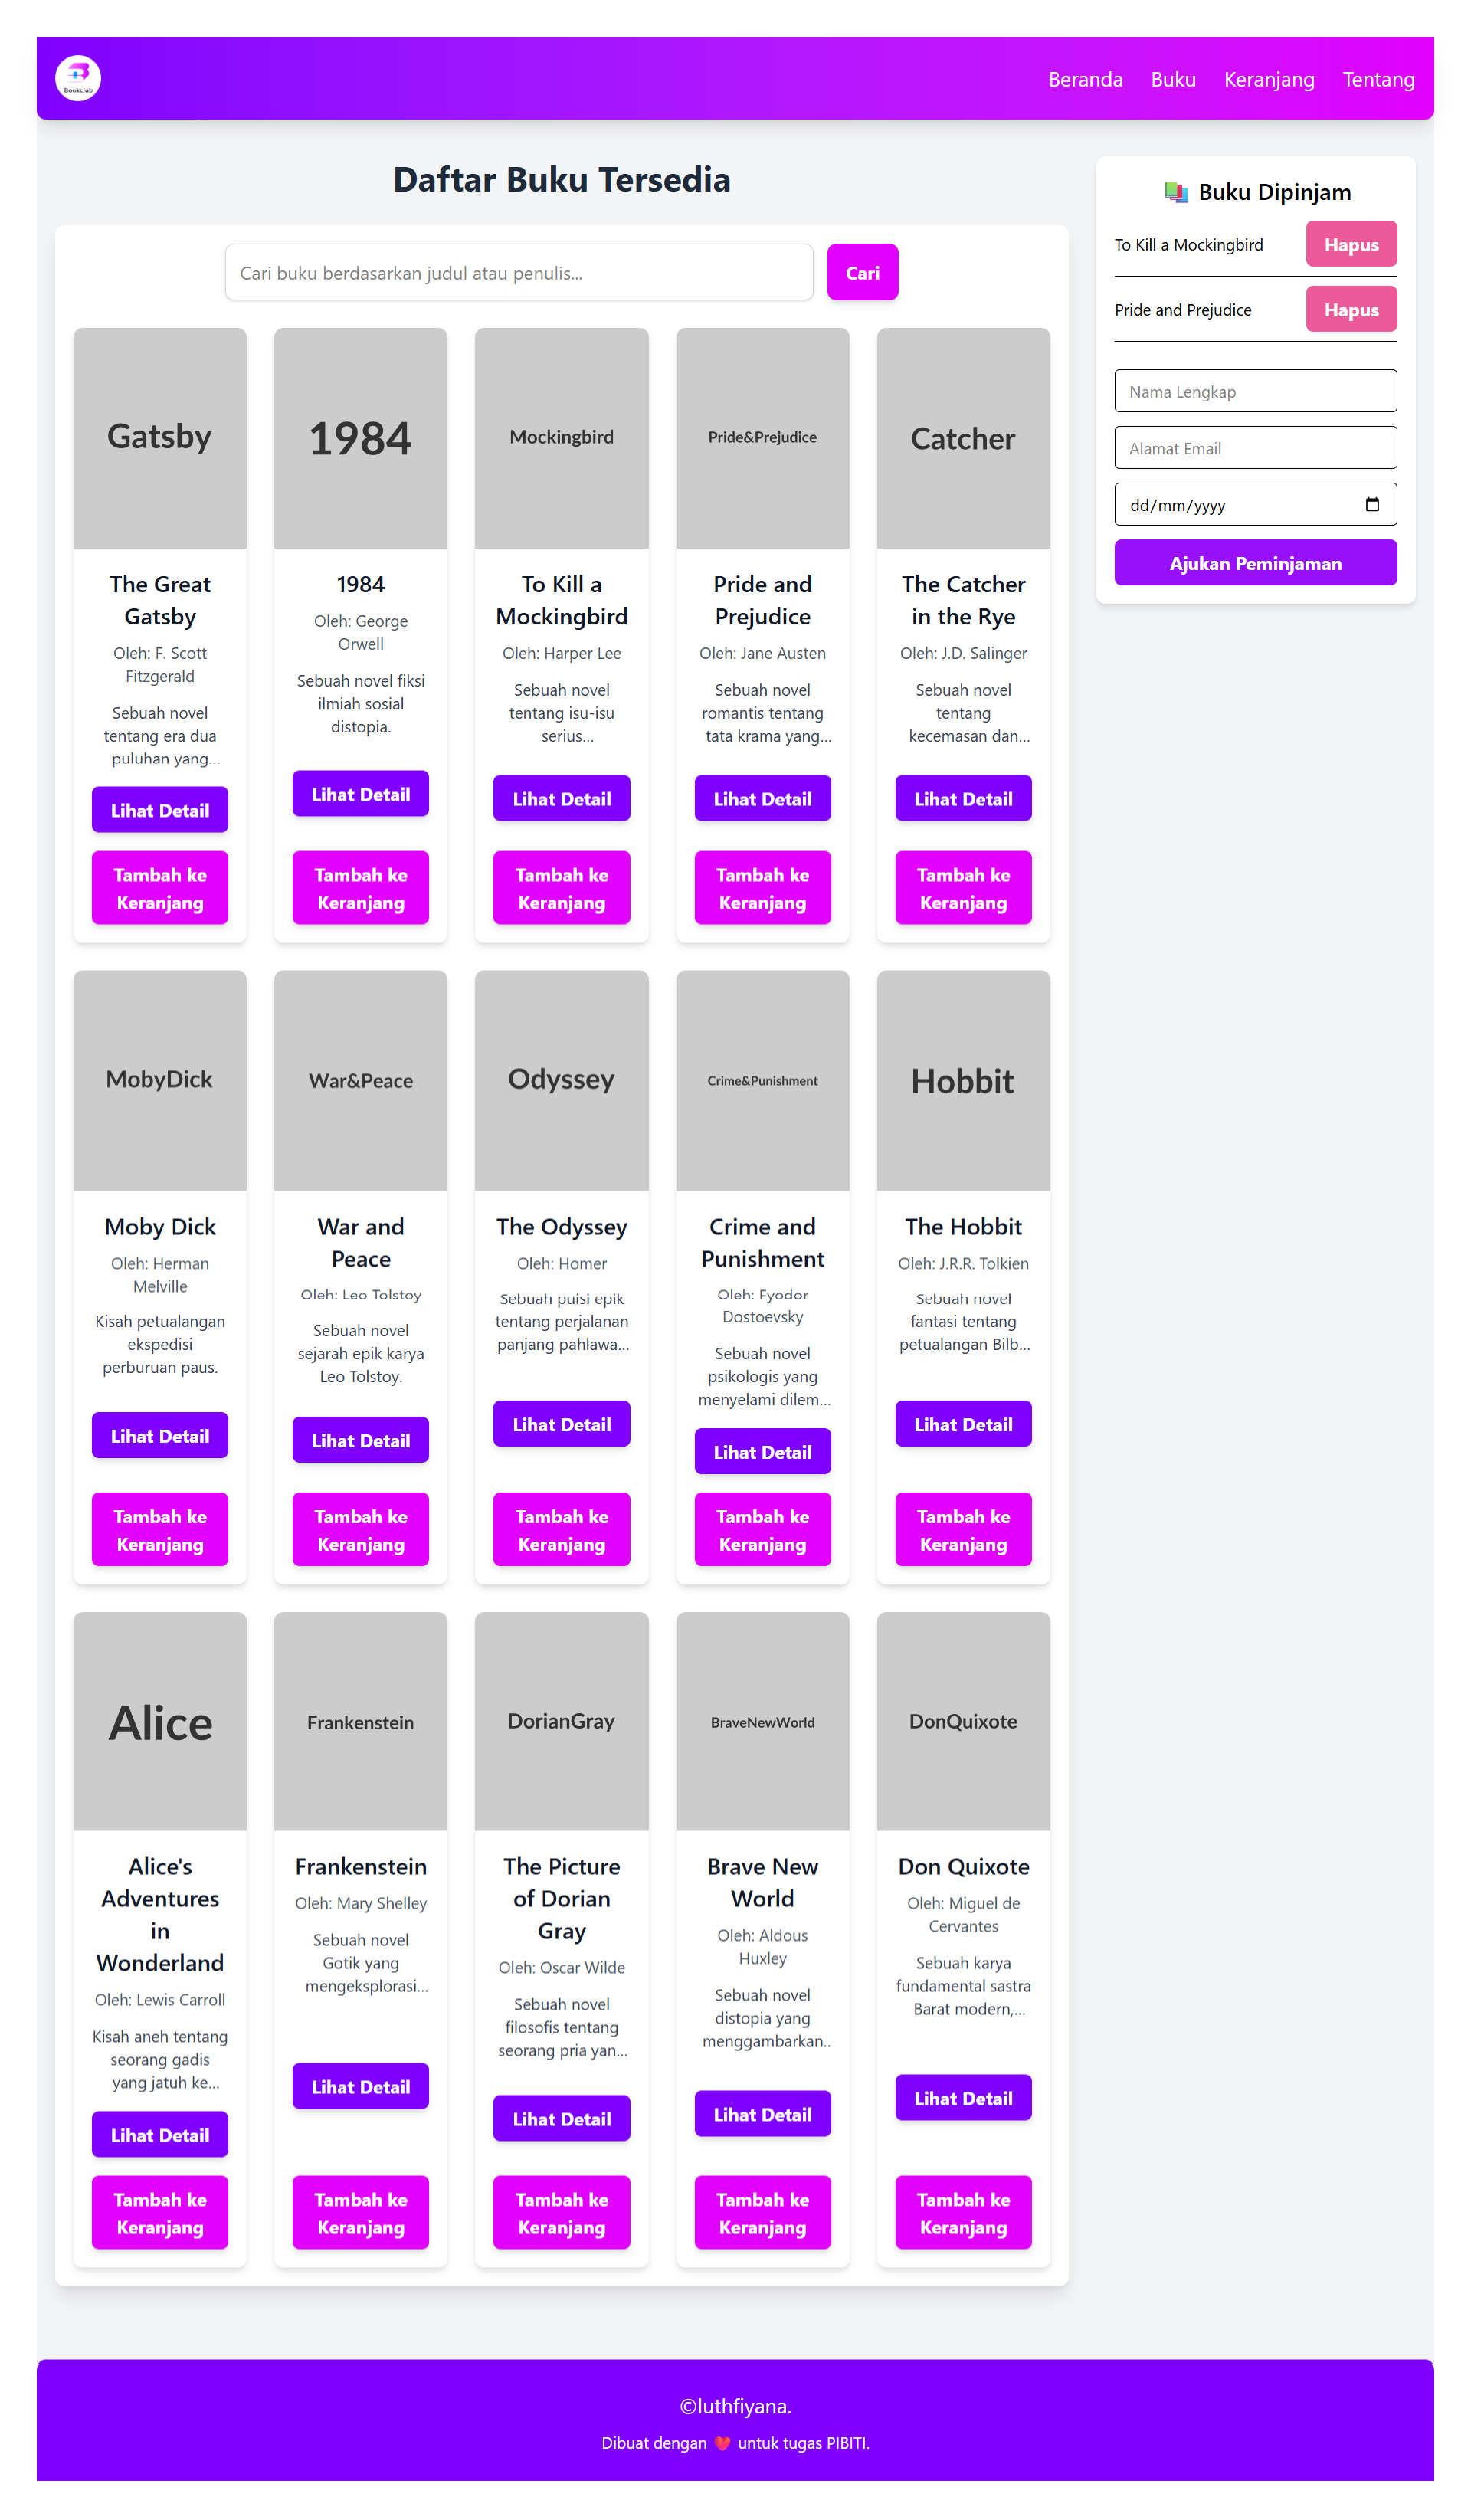 Bookclub
Beranda Buku Keranjang Tentang
Daftar Buku Tersedia
Cari buku berdasarkan judul atau penulis...
Cari
Gatsby
The Great
Gatsby
Oleh: F. Scott
Fitzgerald
Sebuah novel
tentang era dua
puluhan yang...
Lihat Detail
Tambah ke
Keranjang
1984
1984
Oleh: George
Orwell
Sebuah novel fiksi
ilmiah sosial
distopia.
Lihat Detail
Tambah ke
Keranjang
Mockingbird
To Kill a
Mockingbird
Oleh: Harper Lee
Sebuah novel
tentang isu-isu
serius...
Lihat Detail
Tambah ke
Keranjang
Pride&Prejudice
Pride and
Prejudice
Oleh: Jane Austen
Sebuah novel
romantis tentang
tata krama yang...
Lihat Detail
Tambah ke
Keranjang
Catcher
The Catcher
in the Rye
Oleh: J.D. Salinger
Sebuah novel
tentang
kecemasan dan...
Lihat Detail
Tambah ke
Keranjang
MobyDick
Moby Dick
Oleh: Herman
Melville
Kisah petualangan
ekspedisi
perburuan paus.
Lihat Detail
Tambah ke
Keranjang
War&Peace
War and
Peace
Oleh: Leo Tolstoy
Sebuah novel
sejarah epik karya
Leo Tolstoy.
Lihat Detail
Tambah ke
Keranjang
Odyssey
The Odyssey
Oleh: Homer
Sebuah puisi epik
tentang perjalanan
panjang pahlawa...
Lihat Detail
Tambah ke
Keranjang
Crime&Punishment
Crime and
Punishment
Oleh: Fyodor
Dostoevsky
Sebuah novel
psikologis yang
menyelami dilem...
Lihat Detail
Tambah ke
Keranjang
Hobbit
The Hobbit
Oleh: J.R.R. Tolkien
Sebuah novel
fantasi tentang
petualangan Bilb...
Lihat Detail
Tambah ke
Keranjang
Alice
Alice's
Adventures
in
Wonderland
Oleh: Lewis Carroll
Kisah aneh tentang
seorang gadis
yang jatuh ke...
Lihat Detail
Tambah ke
Keranjang
Frankenstein
Frankenstein
Oleh: Mary Shelley
Sebuah novel
Gotik yang
mengeksplorasi...
Lihat Detail
Tambah ke
Keranjang
DorianGray
The Picture
of Dorian
Gray
Oleh: Oscar Wilde
Sebuah novel
filosofis tentang
seorang pria yan...
Lihat Detail
Tambah ke
Keranjang
BraveNewWorld
Brave New
World
Oleh: Aldous
Huxley
Sebuah novel
distopia yang
menggambarkan..
Lihat Detail
Tambah ke
Keranjang
DonQuixote
Don Quixote
Oleh: Miguel de
Cervantes
Sebuah karya
fundamental sastra
Barat modern,...
Lihat Detail
Tambah ke
Keranjang
Buku Dipinjam
To Kill a Mockingbird Hapus
Pride and Prejudice Hapus
Nama Lengkap
Alamat Email
dd/mm/yyyy
Ajukan Peminjaman
©luthfiyana.
Dibuat dengan ❤️ untuk tugas PIBITI.